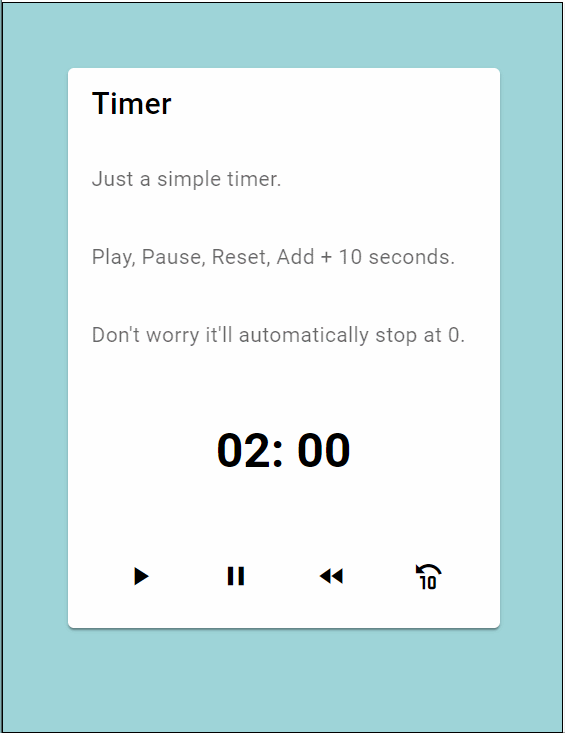 Timer
Just a simple timer.
Play, Pause, Reset, Add + 10 seconds.
Don't worry it'll automatically stop at 0.
02: 00
10